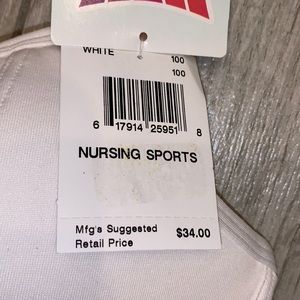 WHITE 100
100
6 17914 25951 8
NURSING SPORTS
Mfg's Suggested
Retail Price $34.00